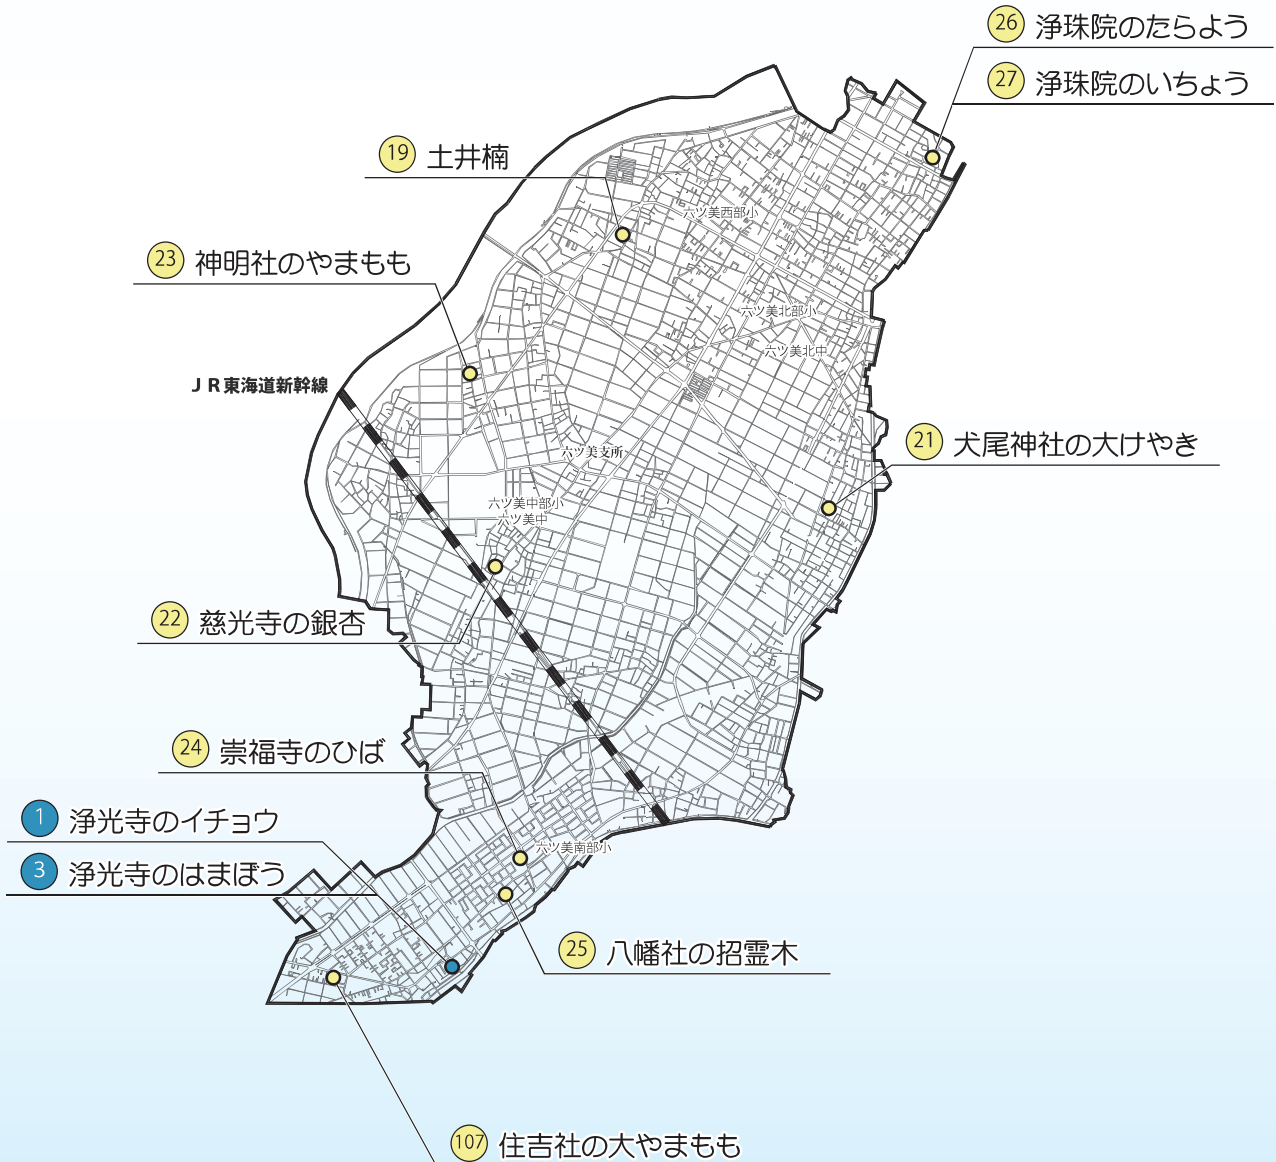 26 浄珠院のたらよう
27 浄珠院のいちょう
19 土井楠
六ツ美西部小
23 神明社のやまもも
六ツ美北部小
六ツ美北中
JR東海道新幹線
21 犬尾神社の大けやき
六ツ美支所
六ツ美中部小
六ツ美中
22 慈光寺の銀杏
24 崇福寺のひば
1 浄光寺のイチョウ
六ツ美南部小
3 浄光寺のはまぼう
25 八幡社の招霊木
107 住吉社の大やまもも